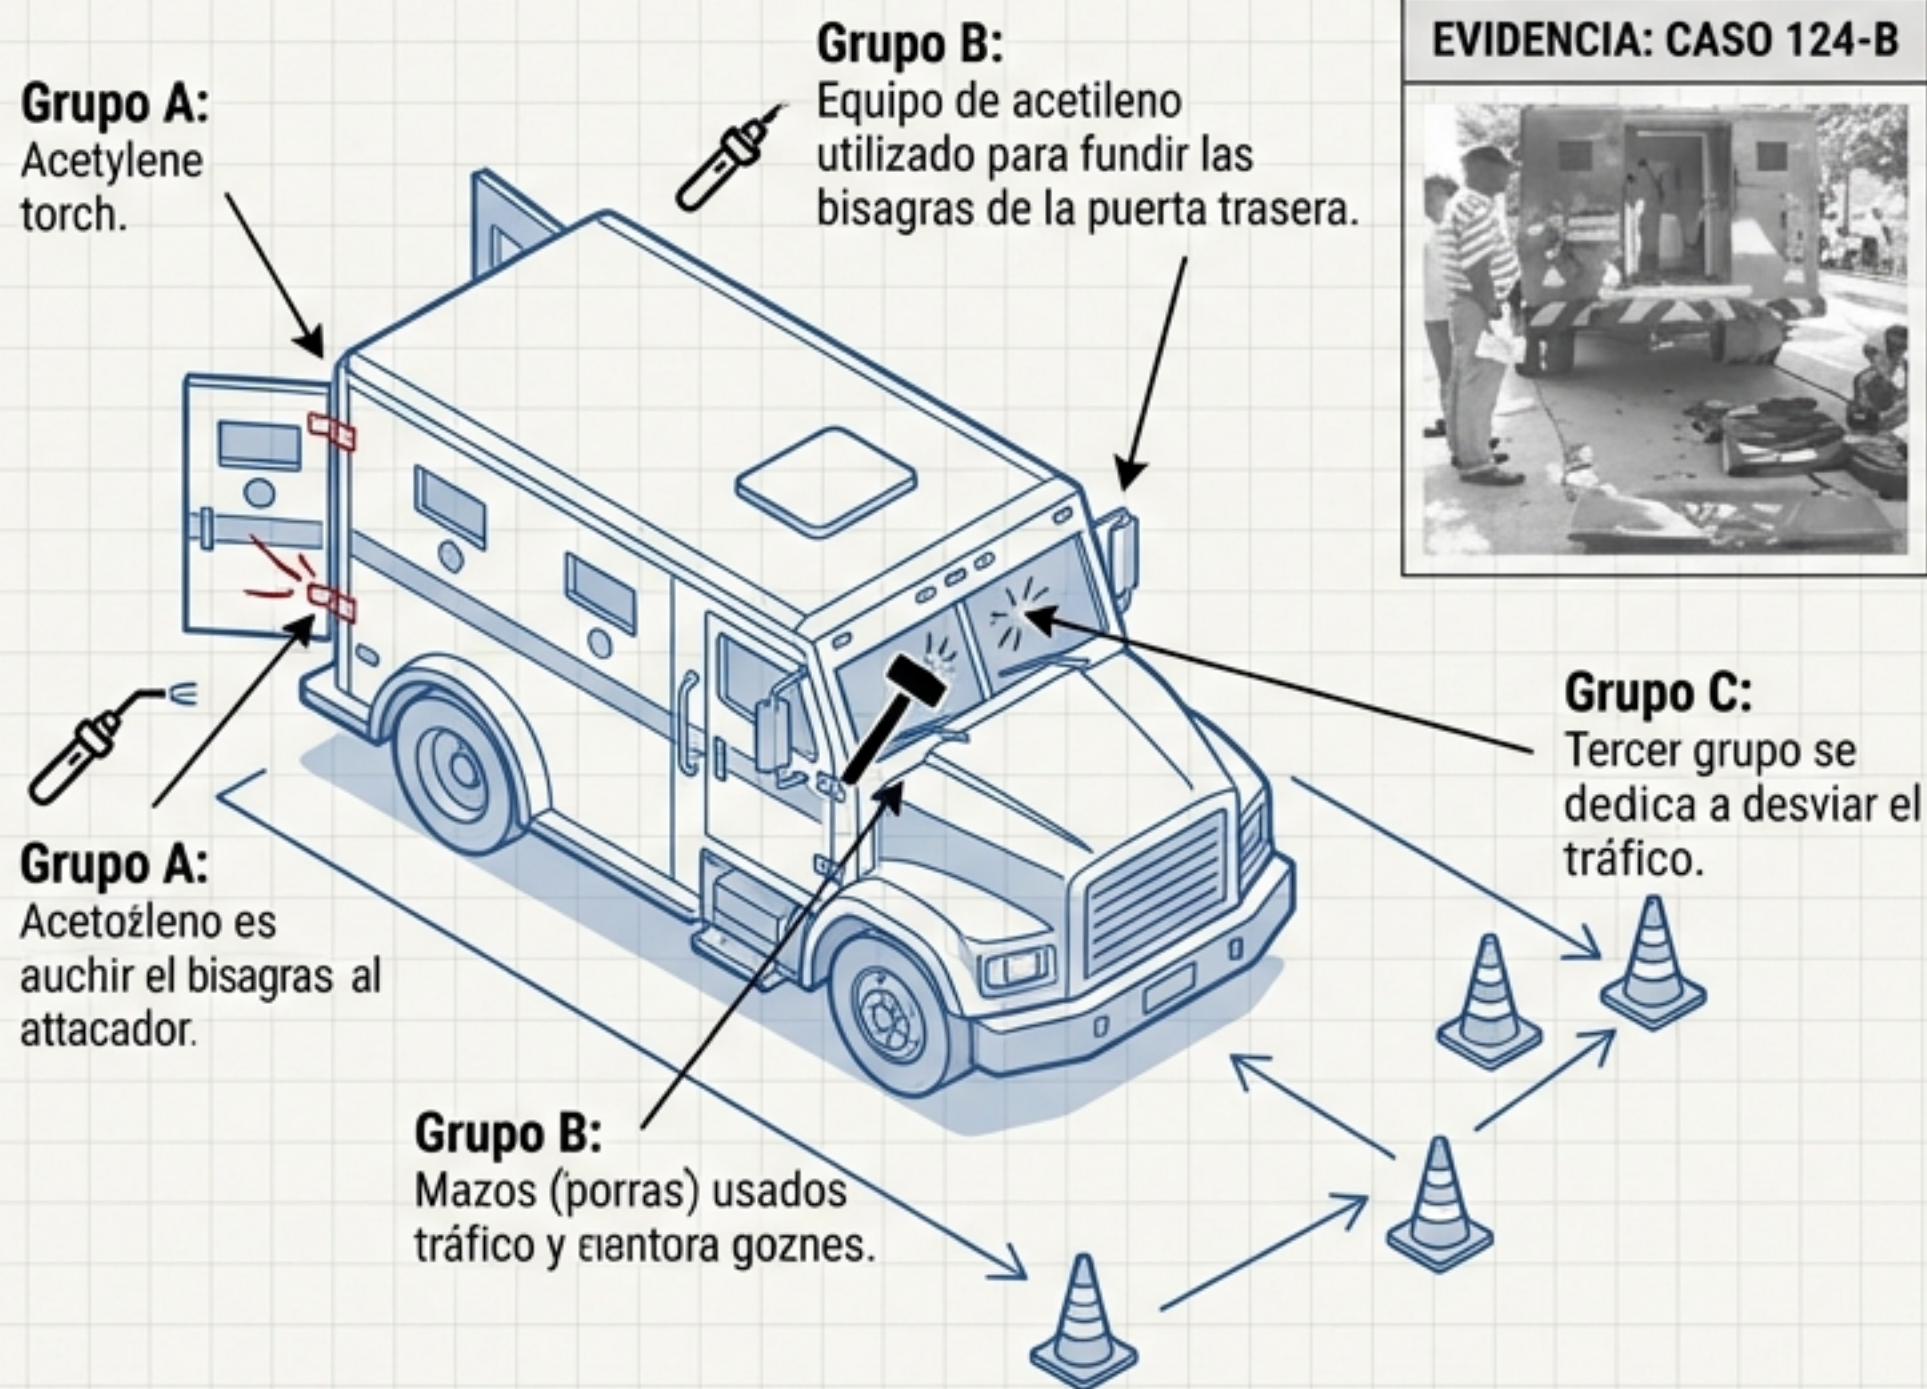 EVIDENCIA: CASO 124-B
Grupo A:
Acetylene
torch.
Grupo B:
Equipo de acetileno
utilizado para fundir las
bisagras de la puerta trasera.
Grupo C:
Tercer grupo se
dedica a desviar el
tráfico.
Grupo A:
Acetoźleno es
auchir el bisagras al
attacador.
Grupo B:
Mazos (porras) usados
tráfico y goznes.